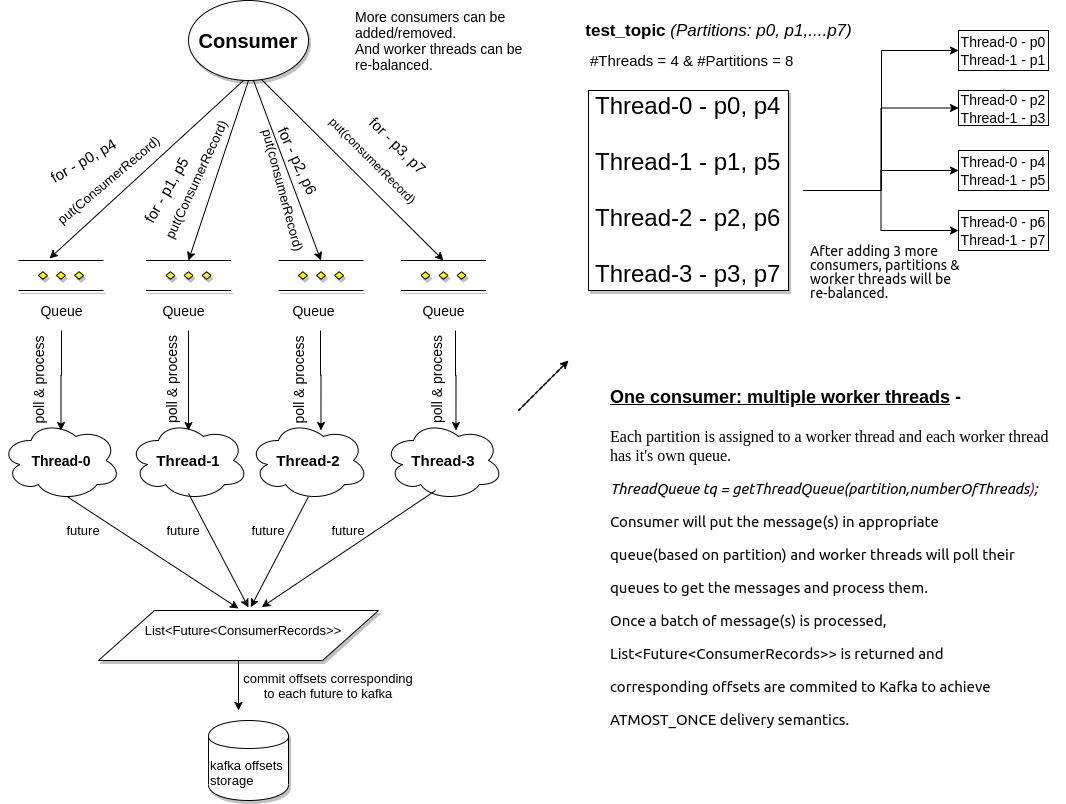 Consumer
More consumers can be
added/removed.
And worker threads can be
re-balanced.
for - p0, p4
put(ConsumerRecord)
for - p1, p5
put(ConsumerRecord)
for - p2, p6
put(consumerRecord)
for - p3, p7
put(consumerRecord)
Queue
Queue
Queue
Queue
poll & process
poll & process
poll & process
poll & process
Thread-0
Thread-1
Thread-2
Thread-3
future
future
future
future
List<Future<ConsumerRecords>>
commit offsets corresponding
to each future to kafka
kafka offsets
storage
test_topic (Partitions: p0, p1,....p7)
#Threads = 4 & #Partitions = 8
Thread-0 - p0, p4
Thread-1 - p1, p5
Thread-2 - p2, p6
Thread-3 - p3, p7
Thread-0 - p0
Thread-1 - p1
Thread-0 - p2
Thread-1 - p3
Thread-0 - p4
Thread-1 - p5
Thread-0 - p6
Thread-1 - p7
After adding 3 more
consumers, partitions &
worker threads will be
re-balanced.
One consumer: multiple worker threads -
Each partition is assigned to a worker thread and each worker thread
has it's own queue.
ThreadQueue tq = getThreadQueue(partition,numberOfThreads);
Consumer will put the message(s) in appropriate
queue(based on partition) and worker threads will poll their
queues to get the messages and process them.
Once a batch of message(s) is processed,
List<Future<ConsumerRecords>> is returned and
corresponding offsets are commited to Kafka to achieve
ATMOST_ONCE delivery semantics.